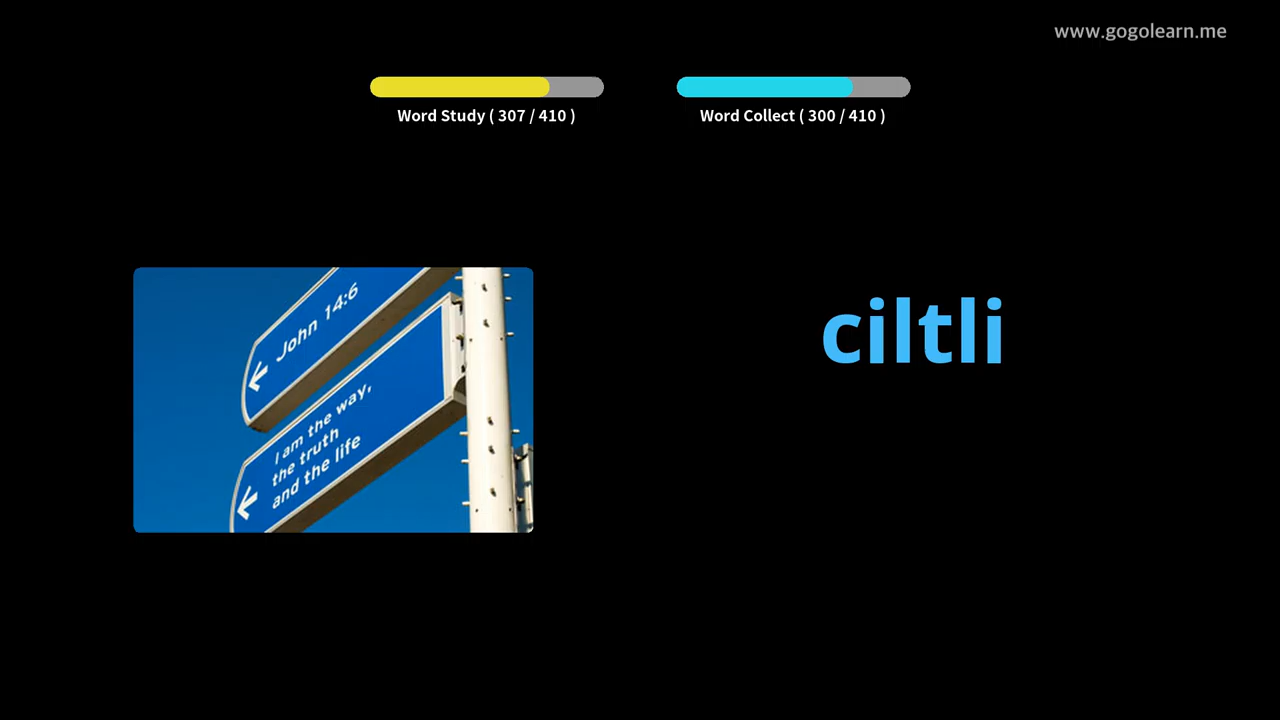 www.gogolearn.me
Word Study ( 307 / 410 )
Word Collect ( 300 / 410 )
John 14:6
I am the way,
the truth
and the life
ciltli